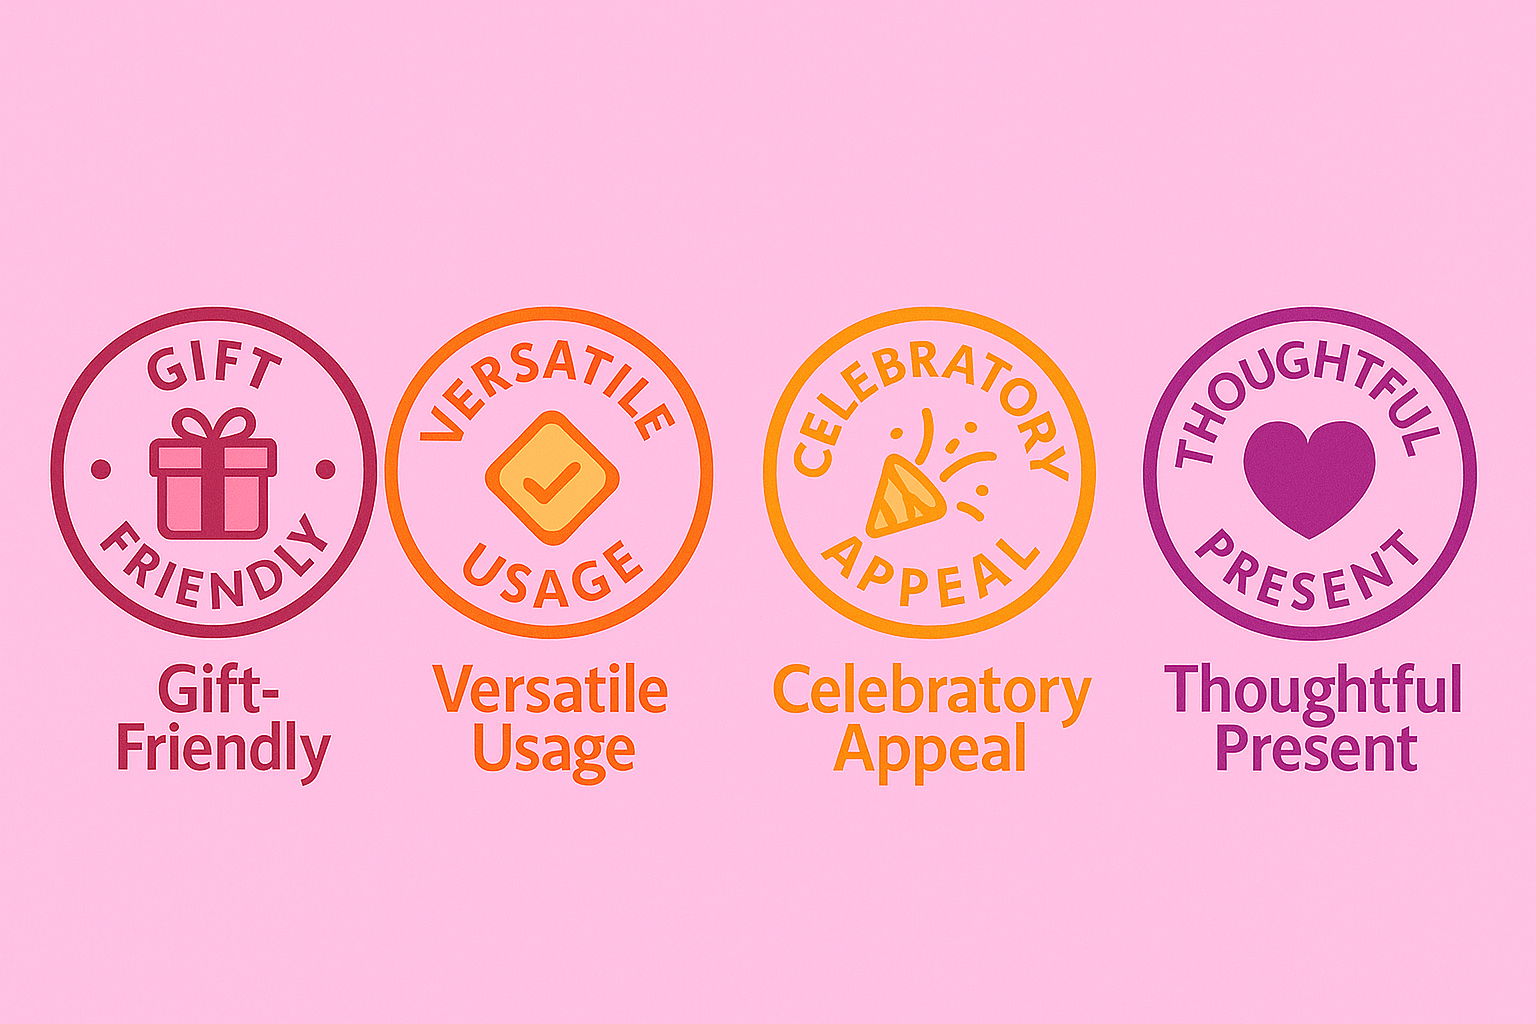 GIFT
FRIENDLY
Gift-
Friendly
VERSATILE
USAGE
Versatile
Usage
CELEBRATORY
APPEAL
Celebratory
Appeal
THOUGHTFUL
PRESENT
Thoughtful
Present